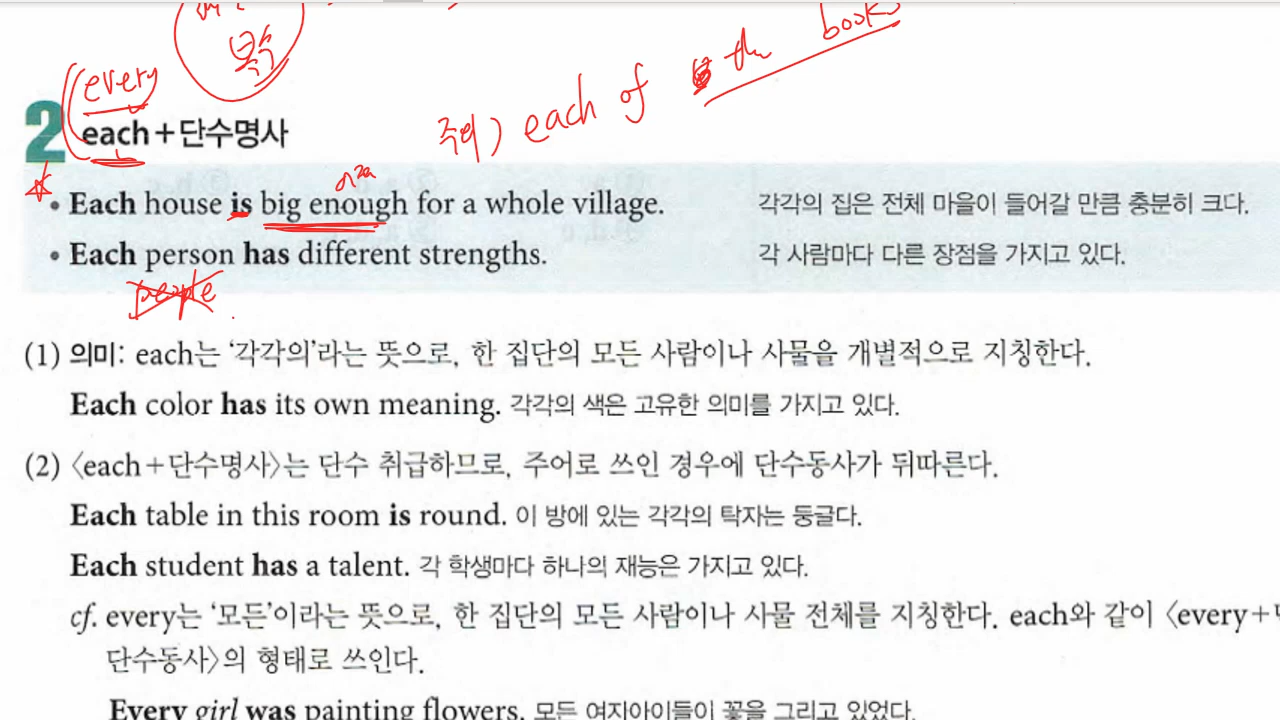 복수
every
each of the books
주의)
2 each + 단수명사
• Each house is big enough for a whole village. 각각의 집은 전체 마을이 들어갈 만큼 충분히 크다.
• Each person has different strengths. 각 사람마다 다른 장점을 가지고 있다.
people
(1) 의미: each는 ‘각각의’라는 뜻으로, 한 집단의 모든 사람이나 사물을 개별적으로 지칭한다.
Each color has its own meaning. 각각의 색은 고유한 의미를 가지고 있다.
(2) 〈each+단수명사〉는 단수 취급하므로, 주어로 쓰인 경우에 단수동사가 뒤따른다.
Each table in this room is round. 이 방에 있는 각각의 탁자는 둥글다.
Each student has a talent. 각 학생마다 하나의 재능은 가지고 있다.
cf. every는 ‘모든’이라는 뜻으로, 한 집단의 모든 사람이나 사물 전체를 지칭한다. each와 같이 〈every+
단수동사〉의 형태로 쓰인다.
Every girl was painting flowers. 모든 여자아이들이 꽃을 그리고 있었다.